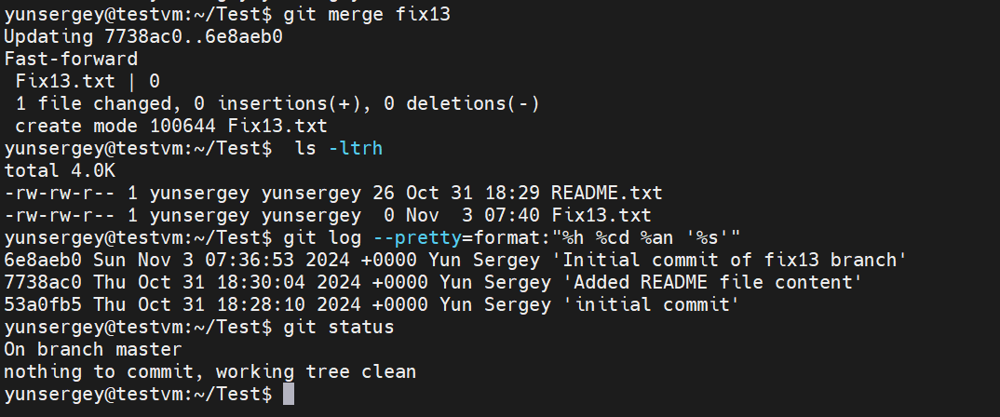 yunsergey@testvm:~/Test$ git merge fix13
Updating 7738ac0..6e8aeb0
Fast-forward
 Fix13.txt | 0
 1 file changed, 0 insertions(+), 0 deletions(-)
 create mode 100644 Fix13.txt
yunsergey@testvm:~/Test$  ls -ltrh
total 4.0K
-rw-rw-r-- 1 yunsergey yunsergey 26 Oct 31 18:29 README.txt
-rw-rw-r-- 1 yunsergey yunsergey  0 Nov  3 07:40 Fix13.txt
yunsergey@testvm:~/Test$ git log --pretty=format:"%h %cd %an '%s'"
6e8aeb0 Sun Nov 3 07:36:53 2024 +0000 Yun Sergey 'Initial commit of fix13 branch'
7738ac0 Thu Oct 31 18:30:04 2024 +0000 Yun Sergey 'Added README file content'
53a0fb5 Thu Oct 31 18:28:10 2024 +0000 Yun Sergey 'initial commit'
yunsergey@testvm:~/Test$ git status
On branch master
nothing to commit, working tree clean
yunsergey@testvm:~/Test$